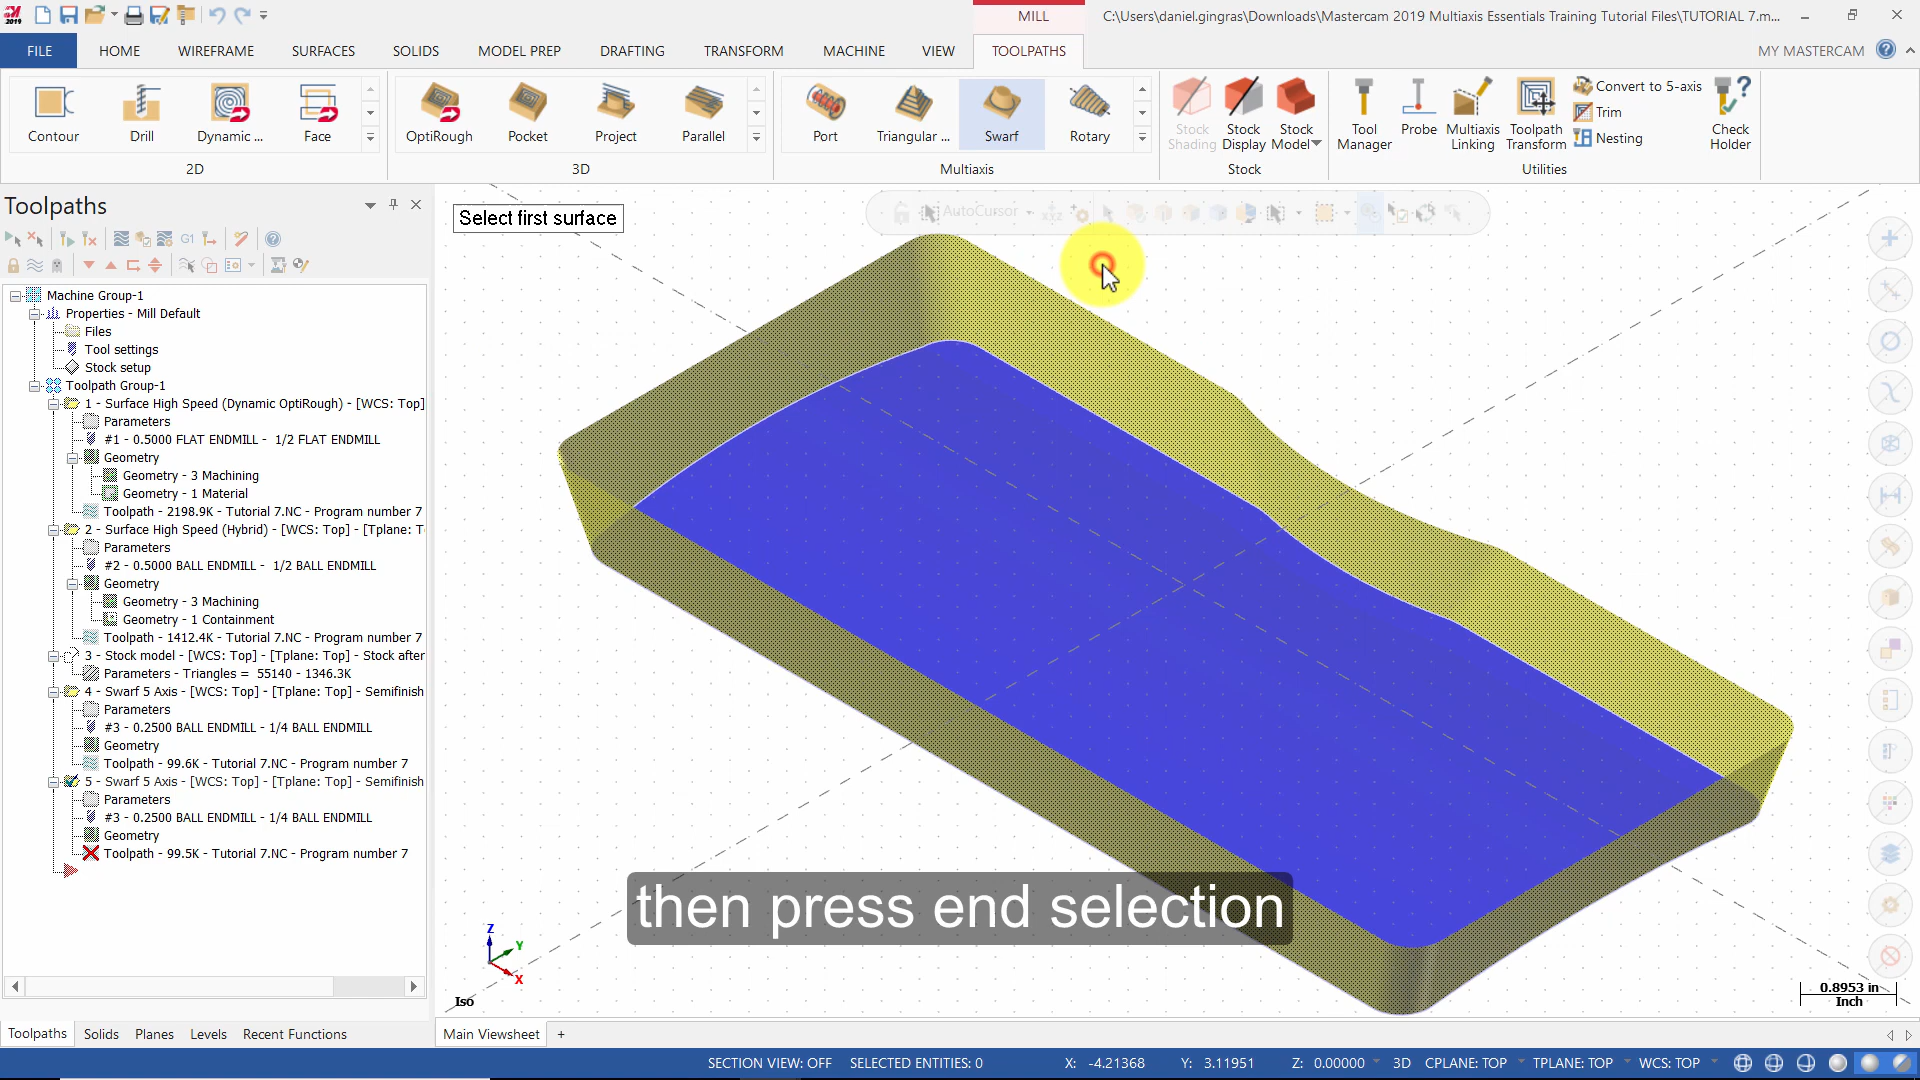 2019
MILL
C:\Users\daniel.gingras\Downloads\Mastercam 2019 Multiaxis Essentials Training Tutorial Files\TUTORIAL 7.m...
FILE
HOME
WIREFRAME
SURFACES
SOLIDS
MODEL PREP
DRAFTING
TRANSFORM
MACHINE
VIEW
TOOLPATHS
MY MASTERCAM
Contour
Drill
Dynamic ...
Face
OptiRough
Pocket
Project
Parallel
Port
Triangular ...
Swarf
Rotary
Stock Shading
Stock Display
Stock Model
Tool Manager
Probe
Multiaxis Linking
Toolpath Transform
Convert to 5-axis
Trim
Nesting
Check Holder
2D
3D
Multiaxis
Stock
Utilities
Toolpaths
G1
Select first surface
AutoCursor
Machine Group-1
Properties - Mill Default
Files
Tool settings
Stock setup
Toolpath Group-1
1 - Surface High Speed (Dynamic OptiRough) - [WCS: Top]
Parameters
#1 - 0.5000 FLAT ENDMILL - 1/2 FLAT ENDMILL
Geometry
Geometry - 3 Machining
Geometry - 1 Material
Toolpath - 2198.9K - Tutorial 7.NC - Program number 7
2 - Surface High Speed (Hybrid) - [WCS: Top] - [Tplane: T
Parameters
#2 - 0.5000 BALL ENDMILL - 1/2 BALL ENDMILL
Geometry
Geometry - 3 Machining
Geometry - 1 Containment
Toolpath - 1412.4K - Tutorial 7.NC - Program number 7
3 - Stock model - [WCS: Top] - [Tplane: Top] - Stock after
Parameters - Triangles = 55140 - 1346.3K
4 - Swarf 5 Axis - [WCS: Top] - [Tplane: Top] - Semifinish
Parameters
#3 - 0.2500 BALL ENDMILL - 1/4 BALL ENDMILL
Geometry
Toolpath - 99.6K - Tutorial 7.NC - Program number 7
5 - Swarf 5 Axis - [WCS: Top] - [Tplane: Top] - Semifinish
Parameters
#3 - 0.2500 BALL ENDMILL - 1/4 BALL ENDMILL
Geometry
Toolpath - 99.5K - Tutorial 7.NC - Program number 7
then press end selection
Z
Y
X
Iso
0.8953 in
Inch
Toolpaths
Solids
Planes
Levels
Recent Functions
Main Viewsheet
+
SECTION VIEW: OFF
SELECTED ENTITIES: 0
X: -4.21368
Y: 3.11951
Z: 0.00000
3D
CPLANE: TOP
TPLANE: TOP
WCS: TOP